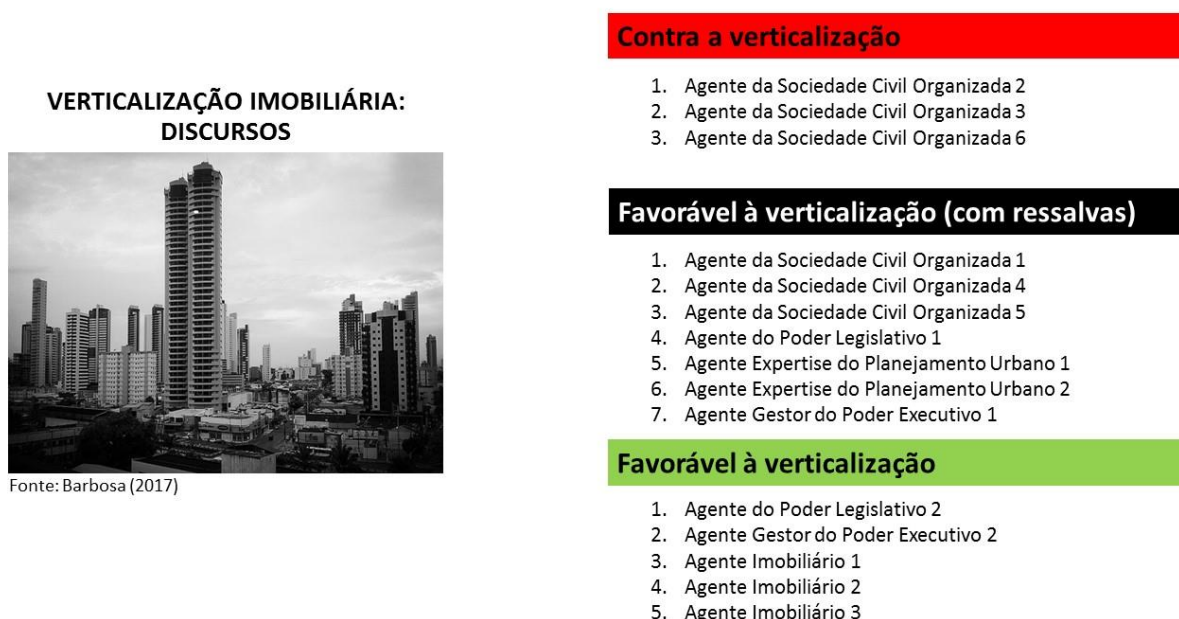 VERTICALIZAÇÃO IMOBILIÁRIA:
DISCURSOS
Fonte: Barbosa (2017)
Contra a verticalização
1. Agente da Sociedade Civil Organizada 2
2. Agente da Sociedade Civil Organizada 3
3. Agente da Sociedade Civil Organizada 6
Favorável à verticalização (com ressalvas)
1. Agente da Sociedade Civil Organizada 1
2. Agente da Sociedade Civil Organizada 4
3. Agente da Sociedade Civil Organizada 5
4. Agente do Poder Legislativo 1
5. Agente Expertise do Planejamento Urbano 1
6. Agente Expertise do Planejamento Urbano 2
7. Agente Gestor do Poder Executivo 1
Favorável à verticalização
1. Agente do Poder Legislativo 2
2. Agente Gestor do Poder Executivo 2
3. Agente Imobiliário 1
4. Agente Imobiliário 2
5. Agente Imobiliário 3